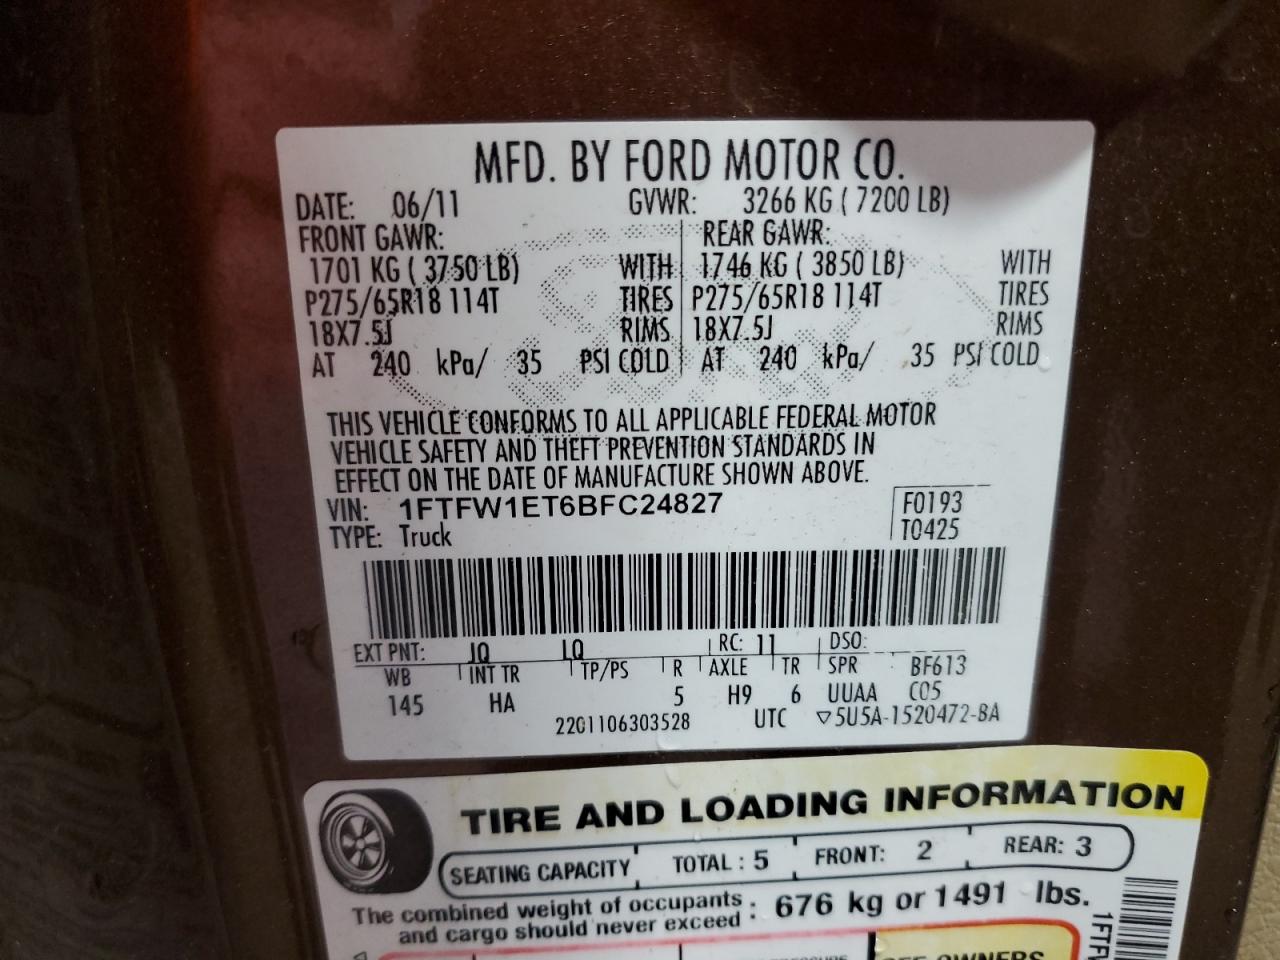 MFD. BY FORD MOTOR CO.
DATE: 06/11 GVWR: 3266 KG ( 7200 LB)
FRONT GAWR: REAR GAWR:
1701 KG ( 3750 LB) WITH 1746 KG ( 3850 LB) WITH
P275/65R18 114T TIRES P275/65R18 114T TIRES
18X7.5J RIMS 18X7.5J RIMS
AT 240 kPa/ 35 PSI COLD AT 240 kPa/ 35 PSI COLD
THIS VEHICLE CONFORMS TO ALL APPLICABLE FEDERAL MOTOR
VEHICLE SAFETY AND THEFT PREVENTION STANDARDS IN
EFFECT ON THE DATE OF MANUFACTURE SHOWN ABOVE.
VIN: 1FTFW1ET6BFC24827 F0193
TYPE: Truck T0425
EXT PNT: JQ LQ RC: 11 DSO:
WB INT TR TP/PS R AXLE TR SPR BF613
145 HA 5 H9 6 UUAA C05
2201106303528 UTC ▽5U5A-1520472-BA
TIRE AND LOADING INFORMATION
SEATING CAPACITY TOTAL : 5 FRONT: 2 REAR: 3
The combined weight of occupants and cargo should never exceed : 676 kg or 1491 lbs.
OWNERS